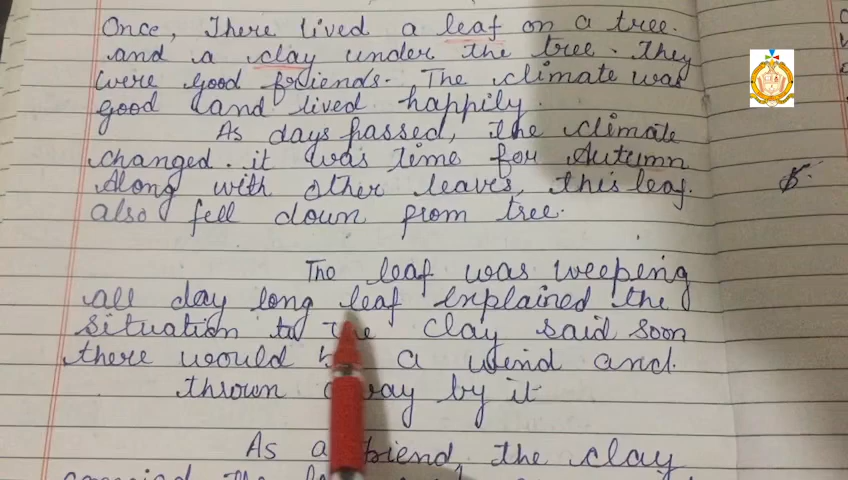 Once, There lived a leaf on a tree.
and a clay under the tree. They
were good friends. The climate was
good and lived happily.
As days passed, the climate
changed. it was time for Autumn
Along with other leaves, this leaf.
also fell down from tree.
The leaf was weeping
all day long leaf explained the
situation to the clay said soon
there would a wind and
thrown away by it
As a friend, the clay
the